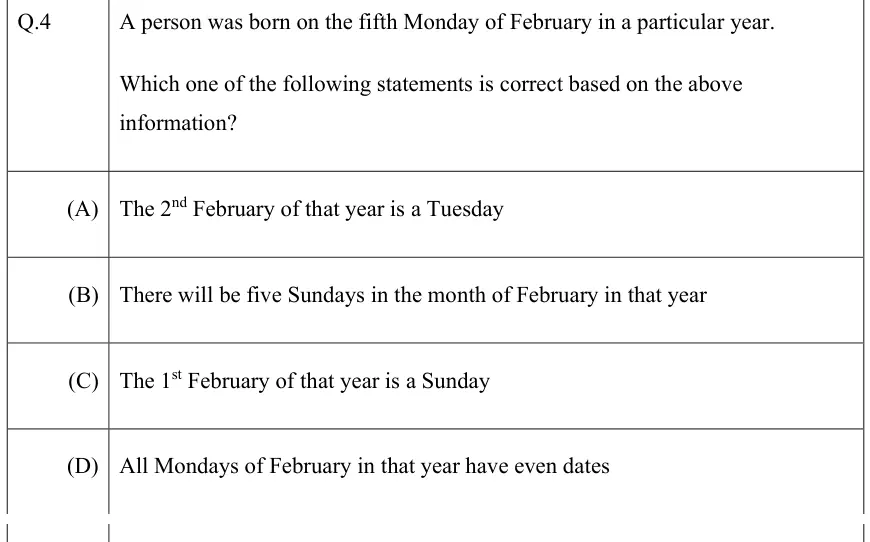 Q.4 A person was born on the fifth Monday of February in a particular year.
Which one of the following statements is correct based on the above
information?
(A) The 2nd February of that year is a Tuesday
(B) There will be five Sundays in the month of February in that year
(C) The 1st February of that year is a Sunday
(D) All Mondays of February in that year have even dates